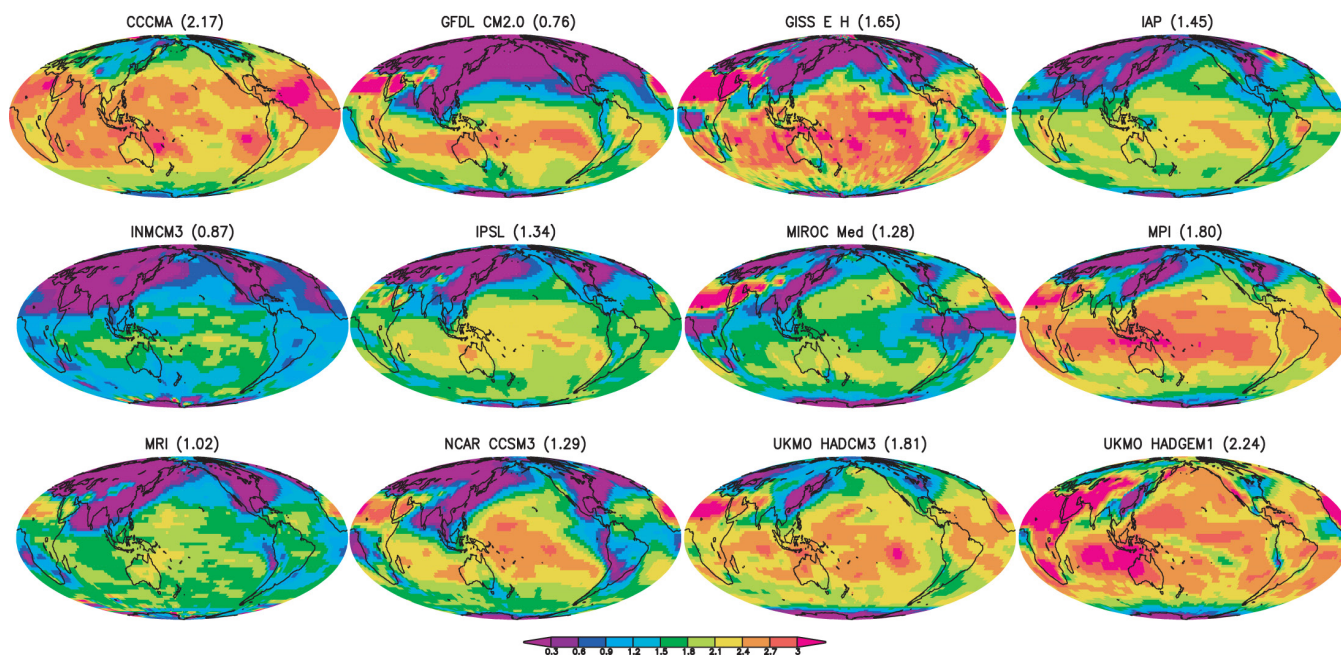 CCCMA (2.17)
GFDL CM2.0 (0.76)
GISS E H (1.65)
IAP (1.45)
INMCM3 (0.87)
IPSL (1.34)
MIROC Med (1.28)
MPI (1.80)
MRI (1.02)
NCAR CCSM3 (1.29)
UKMO HADCM3 (1.81)
UKMO HADGEM1 (2.24)
0.3 0.6 0.9 1.2 1.5 1.8 2.1 2.4 2.7 3